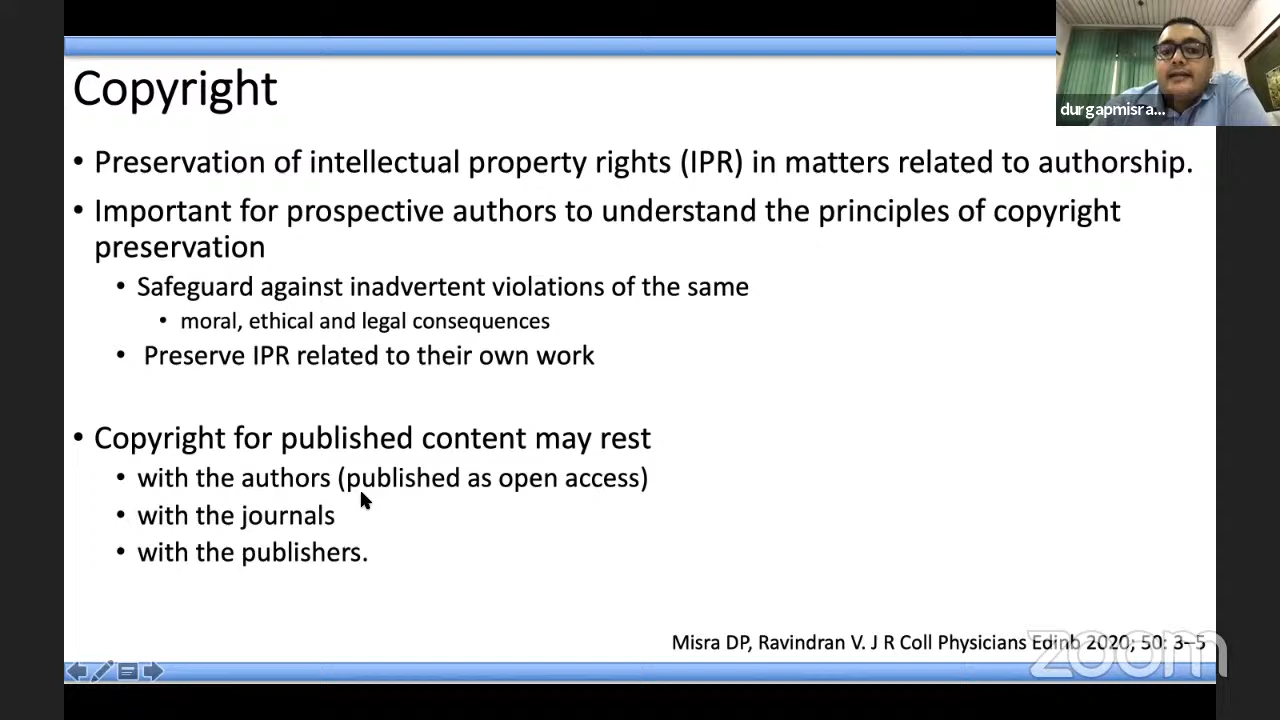 Copyright
durgapmisra...
• Preservation of intellectual property rights (IPR) in matters related to authorship.
• Important for prospective authors to understand the principles of copyright
preservation
• Safeguard against inadvertent violations of the same
• moral, ethical and legal consequences
• Preserve IPR related to their own work
• Copyright for published content may rest
• with the authors (published as open access)
• with the journals
• with the publishers.
Misra DP, Ravindran V. J R Coll Physicians Edinb 2020; 50: 3–5
zoom